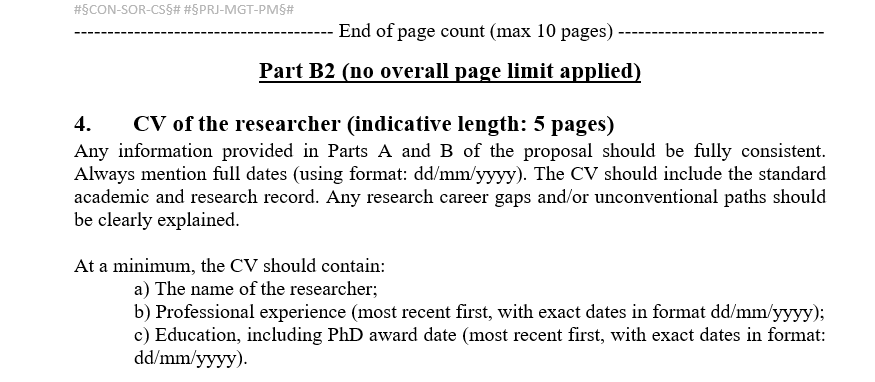 #§CON-SOR-CS§# #§PRJ-MGT-PM§#
--------------------------------------- End of page count (max 10 pages) -------------------------------
Part B2 (no overall page limit applied)
4. CV of the researcher (indicative length: 5 pages)
Any information provided in Parts A and B of the proposal should be fully consistent.
Always mention full dates (using format: dd/mm/yyyy). The CV should include the standard
academic and research record. Any research career gaps and/or unconventional paths should
be clearly explained.
At a minimum, the CV should contain:
a) The name of the researcher;
b) Professional experience (most recent first, with exact dates in format dd/mm/yyyy);
c) Education, including PhD award date (most recent first, with exact dates in format:
dd/mm/yyyy).